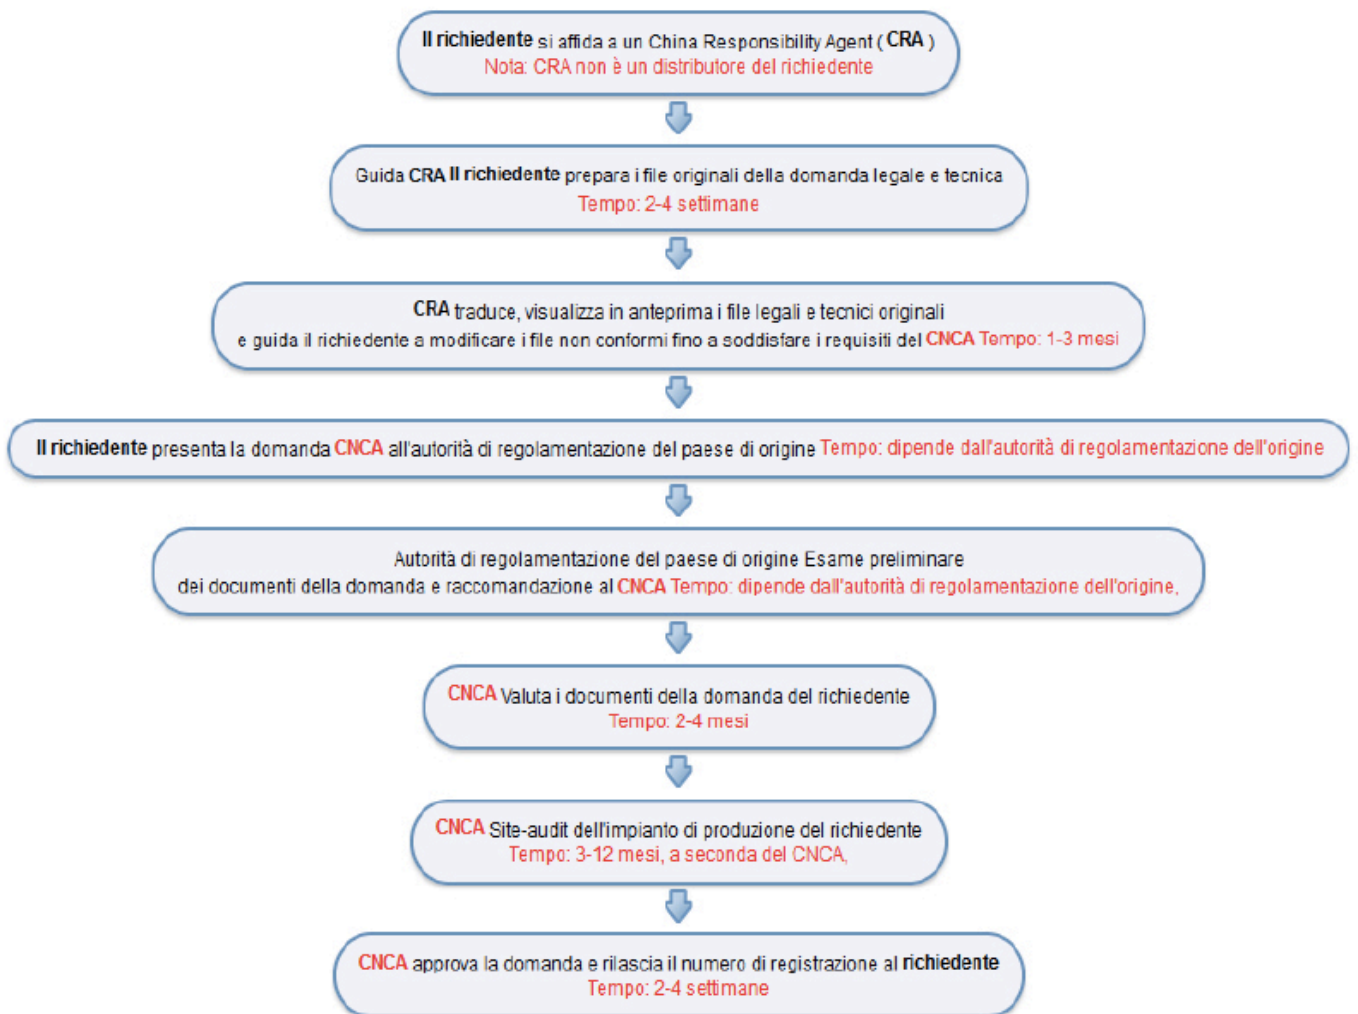 Il richiedente si affida a un China Responsibility Agent ( CRA )
Nota: CRA non è un distributore del richiedente
Guida CRA Il richiedente prepara i file originali della domanda legale e tecnica
Tempo: 2-4 settimane
CRA traduce, visualizza in anteprima i file legali e tecnici originali
e guida il richiedente a modificare i file non conformi fino a soddisfare i requisiti del CNCA Tempo: 1-3 mesi
Il richiedente presenta la domanda CNCA all'autorità di regolamentazione del paese di origine Tempo: dipende dall'autorità di regolamentazione dell'origine
Autorità di regolamentazione del paese di origine Esame preliminare
dei documenti della domanda e raccomandazione al CNCA Tempo: dipende dall'autorità di regolamentazione dell'origine,
CNCA Valuta i documenti della domanda del richiedente
Tempo: 2-4 mesi
CNCA Site-audit dell'impianto di produzione del richiedente
Tempo: 3-12 mesi, a seconda del CNCA,
CNCA approva la domanda e rilascia il numero di registrazione al richiedente
Tempo: 2-4 settimane